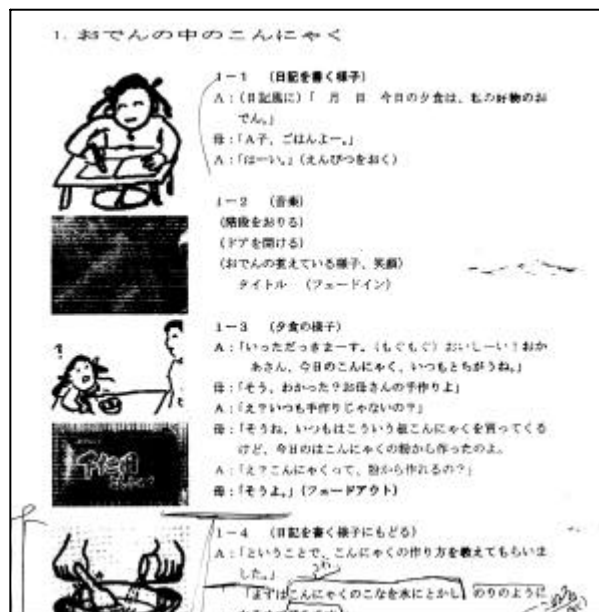 1. おでんの中のこんにゃく
1－1　(日記を書く様子)
A：(日記風に)「　月　日　今日の夕食は、私の好物のお
でん。」
母：「A子、ごはんよー。」
A：「はーい。」(えんぴつをおく)
1－2　(音楽)
(階段をおりる)
(ドアを開ける)
(おでんの煮えている様子、笑顔)
タイトル　(フェードイン)
1－3　(夕食の様子)
A：「いっただっきまーす。(もぐもぐ) おいしーい！おか
あさん、今日のこんにゃく、いつもとちがうね。」
母：「そう、わかった？お母さんの手作りよ」
A：「え？いつも手作りじゃないの？」
母：「そうね、いつもはこういう板こんにゃくを買ってくる
けど、今日のはこんにゃくの粉から作ったのよ。
A：「え？こんにゃくって、粉から作れるの？」
母：「そうよ。」(フェードアウト)
1－4　(日記を書く様子にもどる)
A：「ということで、こんにゃくの作り方を教えてもらいま
した。」
「まずはこんにゃくのこなを水にとかし、のりのように